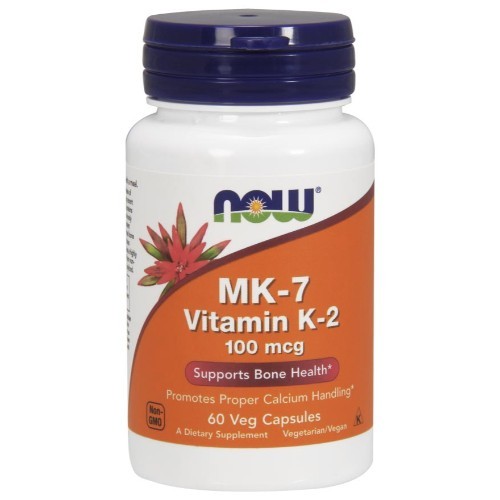 now®
MK-7
Vitamin K-2
100 mcg
Supports Bone Health*
Promotes Proper Calcium Handling*
60 Veg Capsules
Non-
GMO
A Dietary Supplement Vegetarian/Vegan
K